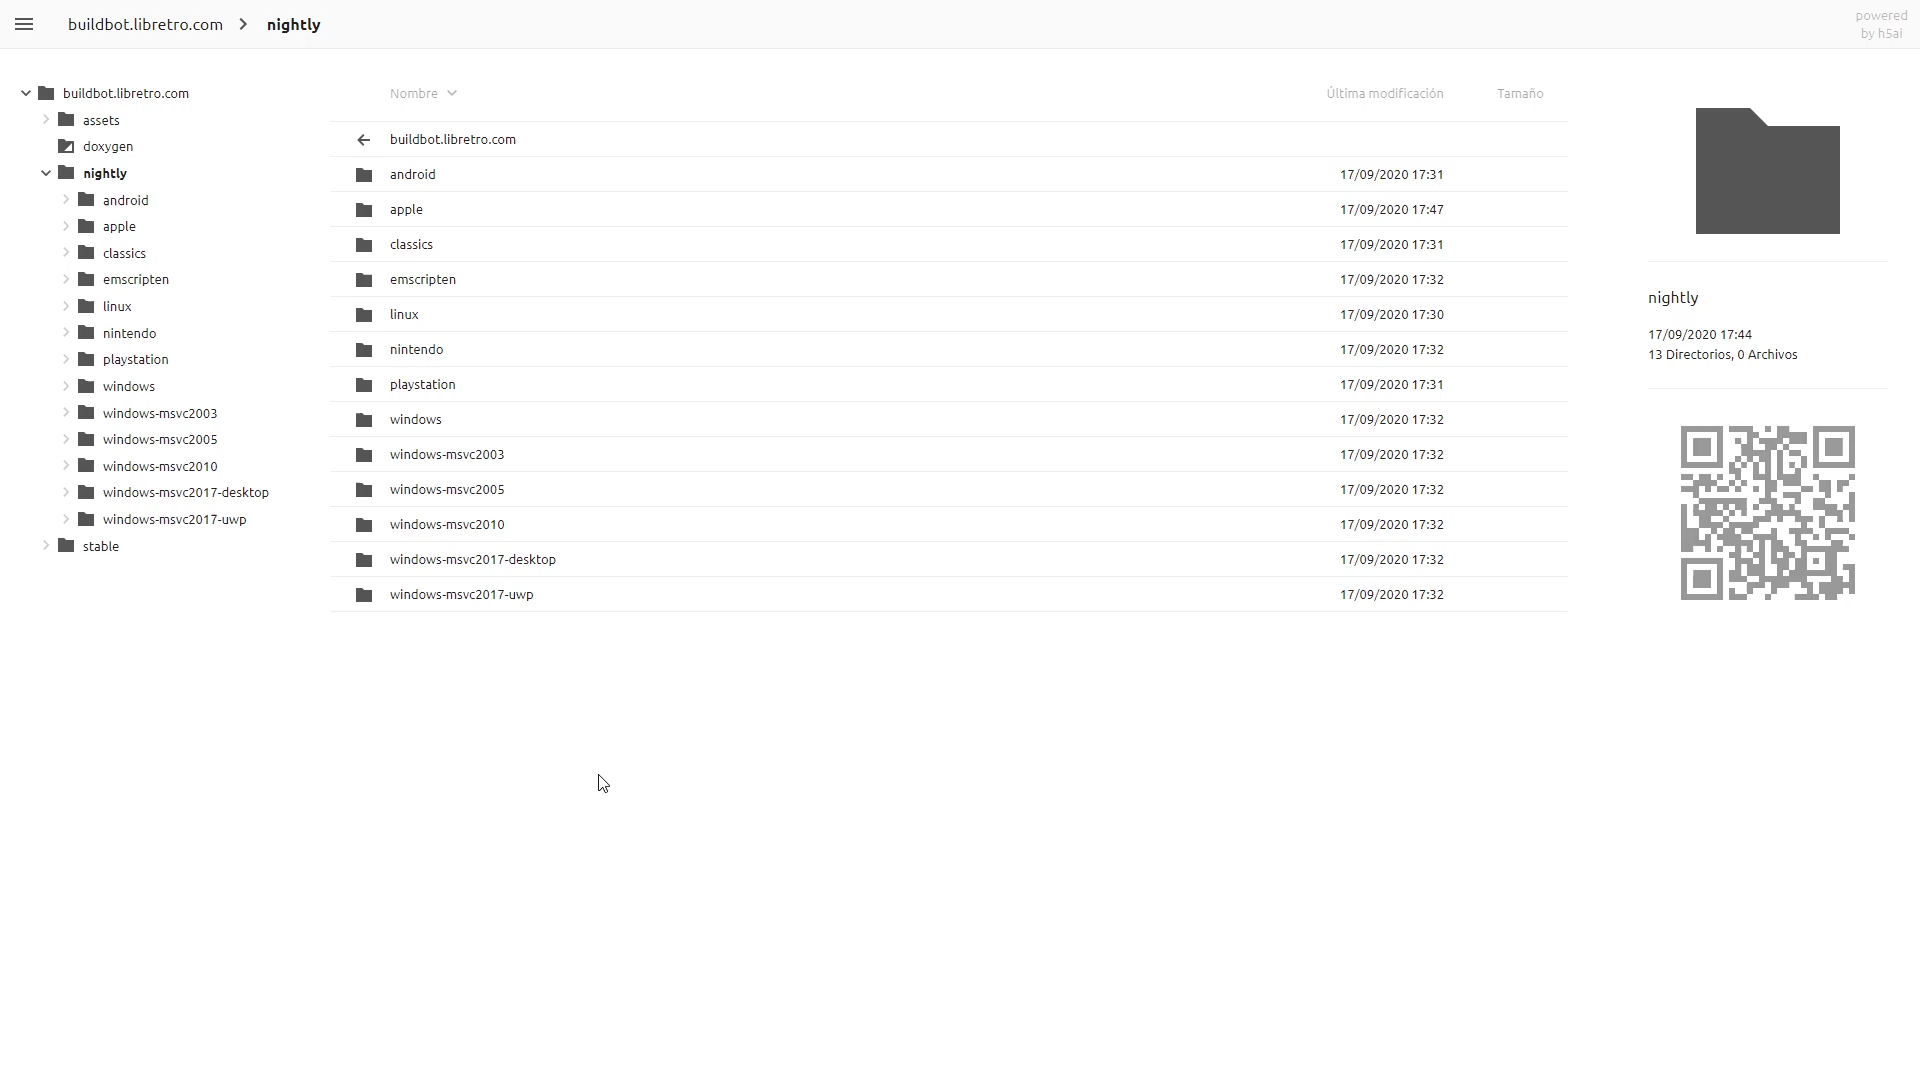 buildbot.libretro.com nightly
powered
by h5ai
buildbot.libretro.com
assets
doxygen
nightly
android
apple
classics
emscripten
linux
nintendo
playstation
windows
windows-msvc2003
windows-msvc2005
windows-msvc2010
windows-msvc2017-desktop
windows-msvc2017-uwp
stable
Nombre Última modificación Tamaño
buildbot.libretro.com
android 17/09/2020 17:31
apple 17/09/2020 17:47
classics 17/09/2020 17:31
emscripten 17/09/2020 17:32
linux 17/09/2020 17:30
nintendo 17/09/2020 17:32
playstation 17/09/2020 17:31
windows 17/09/2020 17:32
windows-msvc2003 17/09/2020 17:32
windows-msvc2005 17/09/2020 17:32
windows-msvc2010 17/09/2020 17:32
windows-msvc2017-desktop 17/09/2020 17:32
windows-msvc2017-uwp 17/09/2020 17:32
nightly
17/09/2020 17:44
13 Directorios, 0 Archivos